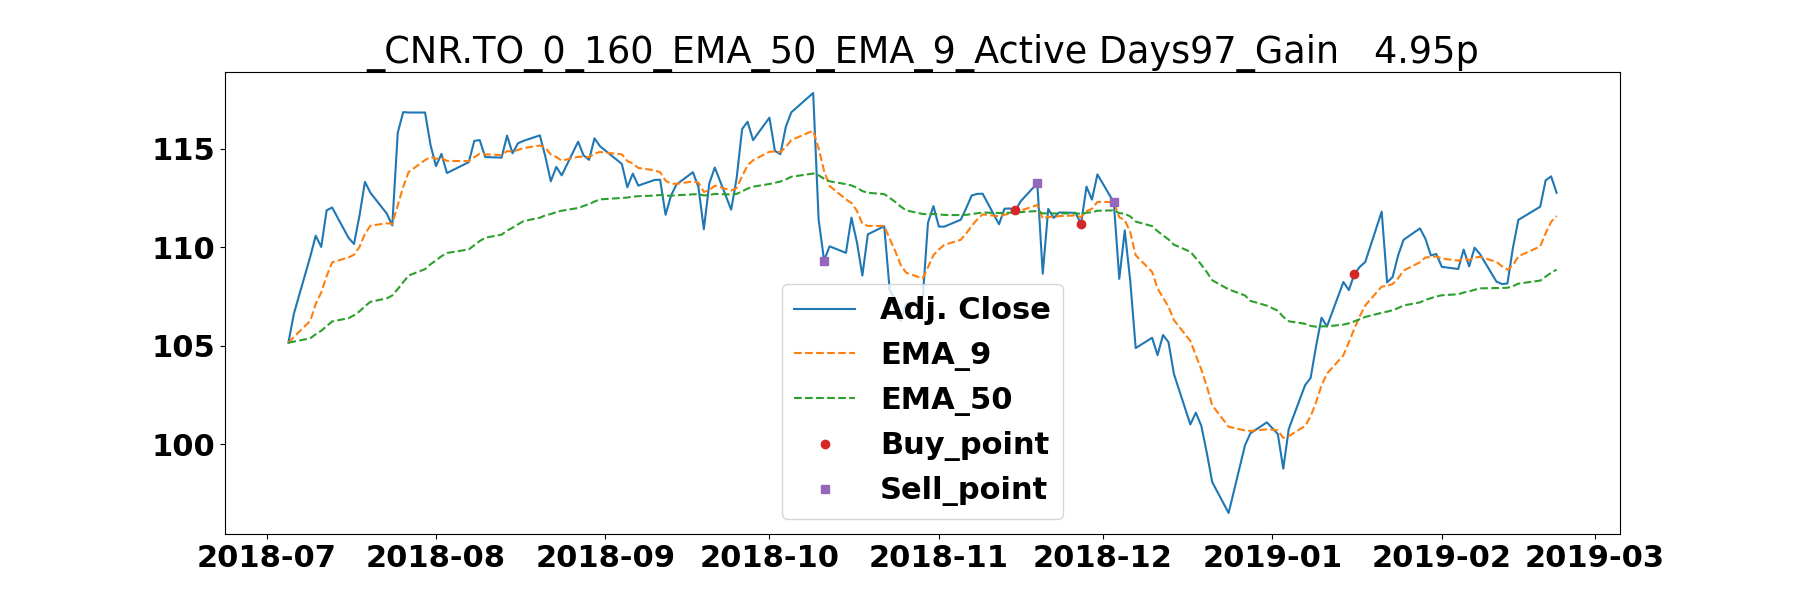 _CNR.TO_0_160_EMA_50_EMA_9_Active Days97_Gain   4.95p
115
110
105
100
Adj. Close
EMA_9
EMA_50
Buy_point
Sell_point
2018-07 2018-08 2018-09 2018-10 2018-11 2018-12 2019-01 2019-02 2019-03